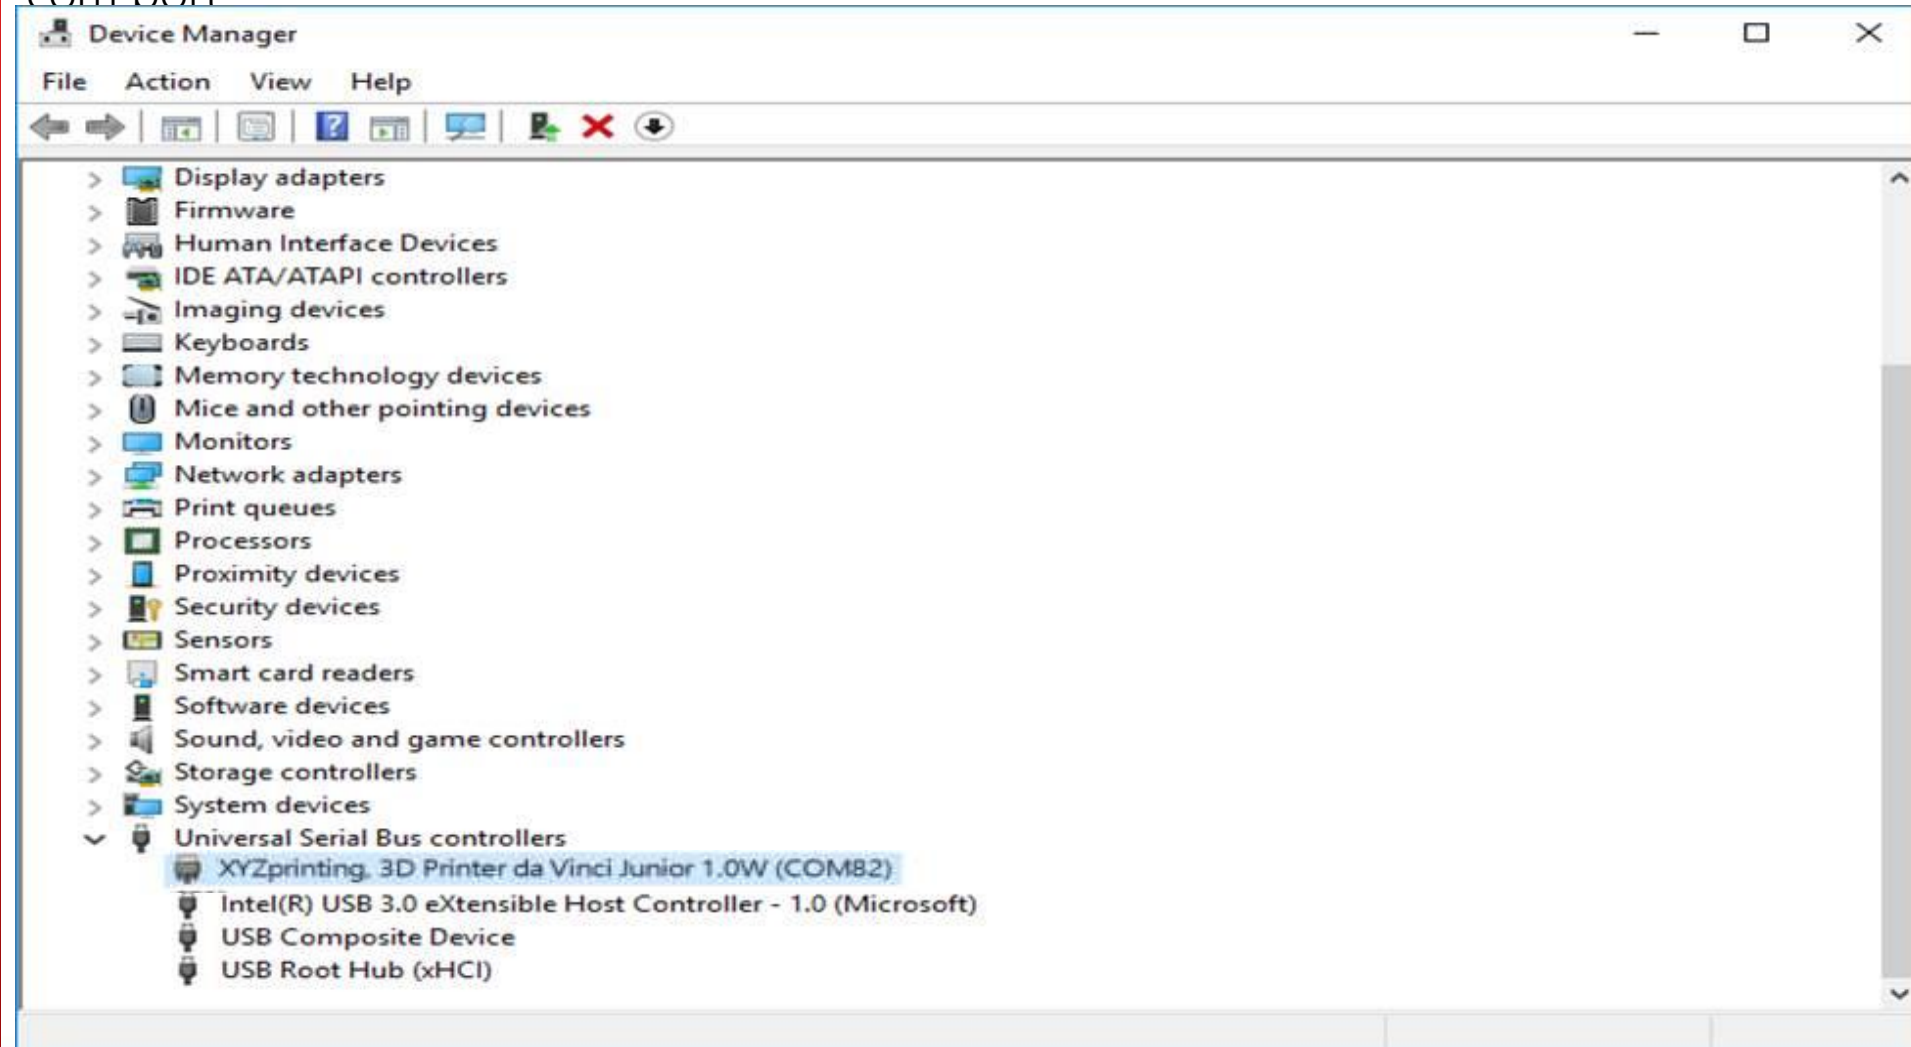 com port
Device Manager
File Action View Help
Display adapters
Firmware
Human Interface Devices
IDE ATA/ATAPI controllers
Imaging devices
Keyboards
Memory technology devices
Mice and other pointing devices
Monitors
Network adapters
Print queues
Processors
Proximity devices
Security devices
Sensors
Smart card readers
Software devices
Sound, video and game controllers
Storage controllers
System devices
Universal Serial Bus controllers
XYZprinting, 3D Printer da Vinci Junior 1.0W (COM82)
Intel(R) USB 3.0 eXtensible Host Controller - 1.0 (Microsoft)
USB Composite Device
USB Root Hub (xHCI)